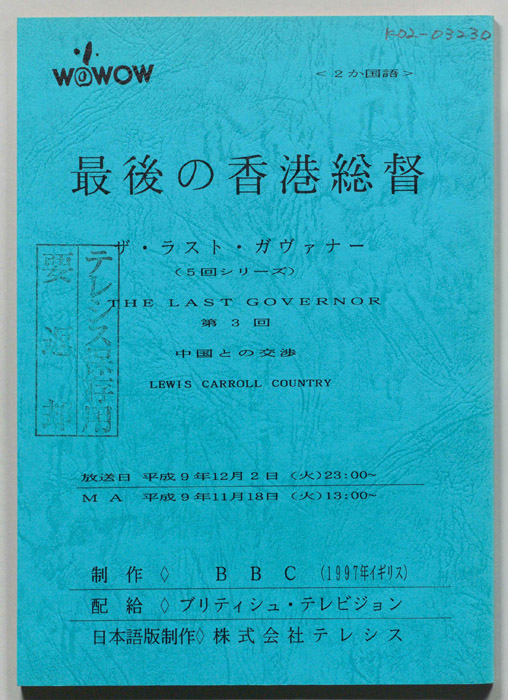 K02-03230
WOWOW
<2か国語>
最後の香港総督
ザ・ラスト・ガヴァナー
(5回シリーズ)
THE LAST GOVERNOR
第3回
中国との交渉
LEWIS CARROLL COUNTRY
テレンス保存用
要返却
放送日 平成9年12月2日 (火)23:00~
MA 平成9年11月18日 (火)13:00~
制作◇ BBC (1997年イギリス)
配給◇ブリティシュ・テレビジョン
日本語版制作◇株式会社テレシス